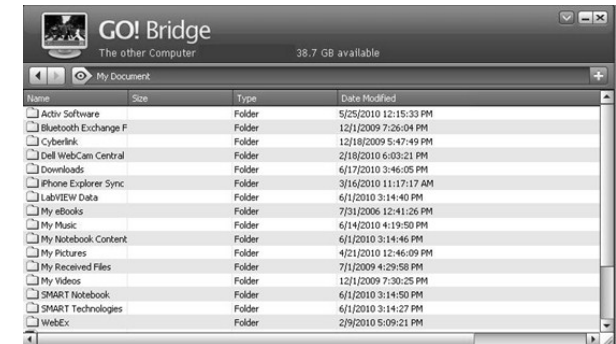 GO! Bridge
The other Computer 38.7 GB available
My Document
Name Size Type Date Modified
Activ Software Folder 5/25/2010 12:15:33 PM
Bluetooth Exchange F Folder 12/1/2009 7:26:04 PM
Cyberlink Folder 12/18/2009 5:47:49 PM
Dell WebCam Central Folder 2/18/2010 6:03:21 PM
Downloads Folder 6/17/2010 3:46:05 PM
iPhone Explorer Sync Folder 3/16/2010 11:17:17 AM
LabVIEW Data Folder 6/1/2010 3:14:40 PM
My eBooks Folder 7/31/2006 12:41:26 PM
My Music Folder 6/14/2010 4:19:50 PM
My Notebook Content Folder 6/1/2010 3:14:46 PM
My Pictures Folder 4/21/2010 12:46:09 PM
My Received Files Folder 7/1/2009 4:29:58 PM
My Videos Folder 12/1/2009 7:30:25 PM
SMART Notebook Folder 6/1/2010 3:14:50 PM
SMART Technologies Folder 6/1/2010 3:14:27 PM
WebEx Folder 2/9/2010 5:09:21 PM